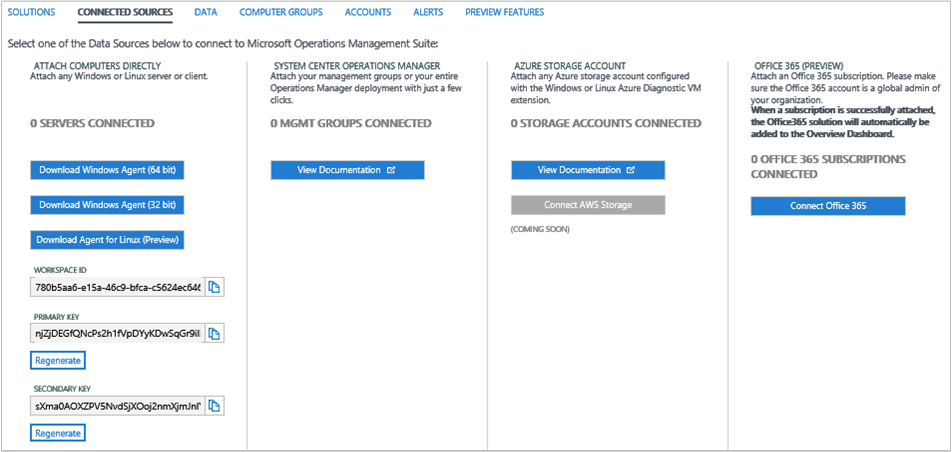 SOLUTIONS CONNECTED SOURCES DATA COMPUTER GROUPS ACCOUNTS ALERTS PREVIEW FEATURES
Select one of the Data Sources below to connect to Microsoft Operations Management Suite:
ATTACH COMPUTERS DIRECTLY
Attach any Windows or Linux server or client.
0 SERVERS CONNECTED
Download Windows Agent (64 bit)
Download Windows Agent (32 bit)
Download Agent for Linux (Preview)
WORKSPACE ID
780b5aa6-e15a-46c9-bfca-c5624ec646
PRIMARY KEY
njZjDEGfQNcPs2h1fVpDYyKDwSqGr9il
Regenerate
SECONDARY KEY
sXma0AOXZPV5NvdSjXOoj2nmXjmJnl
Regenerate
SYSTEM CENTER OPERATIONS MANAGER
Attach your management groups or your entire
Operations Manager deployment with just a few
clicks.
0 MGMT GROUPS CONNECTED
View Documentation
AZURE STORAGE ACCOUNT
Attach any Azure storage account configured
with the Windows or Linux Azure Diagnostic VM
extension.
0 STORAGE ACCOUNTS CONNECTED
View Documentation
Connect AWS Storage
(COMING SOON)
OFFICE 365 (PREVIEW)
Attach an Office 365 subscription. Please make
sure the Office 365 account is a global admin of
your organization.
When a subscription is successfully attached,
the Office365 solution will automatically be
added to the Overview Dashboard.
0 OFFICE 365 SUBSCRIPTIONS
CONNECTED
Connect Office 365